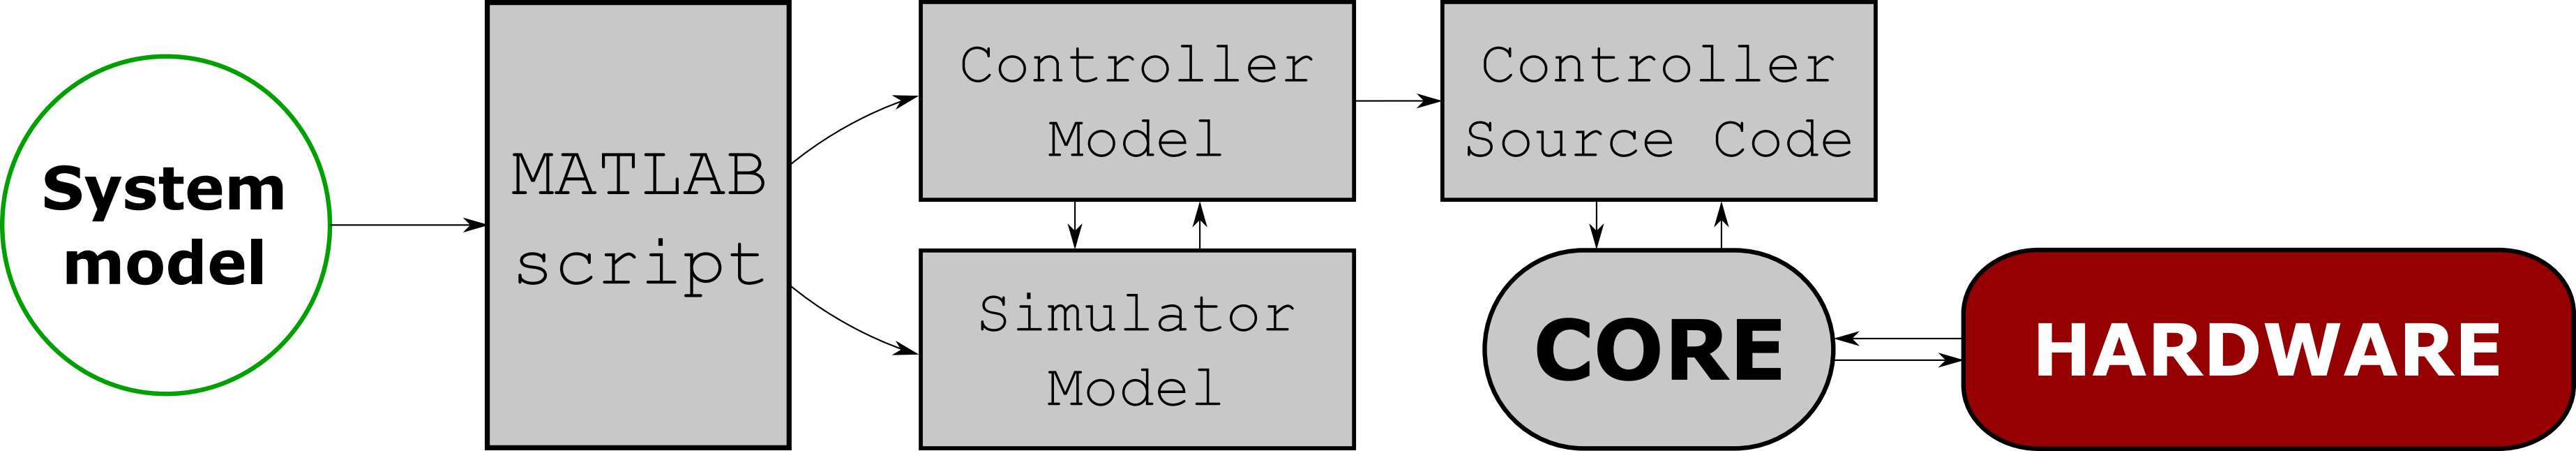 System
model
MATLAB
script
Controller
Model
Simulator
Model
Controller
Source Code
CORE
HARDWARE